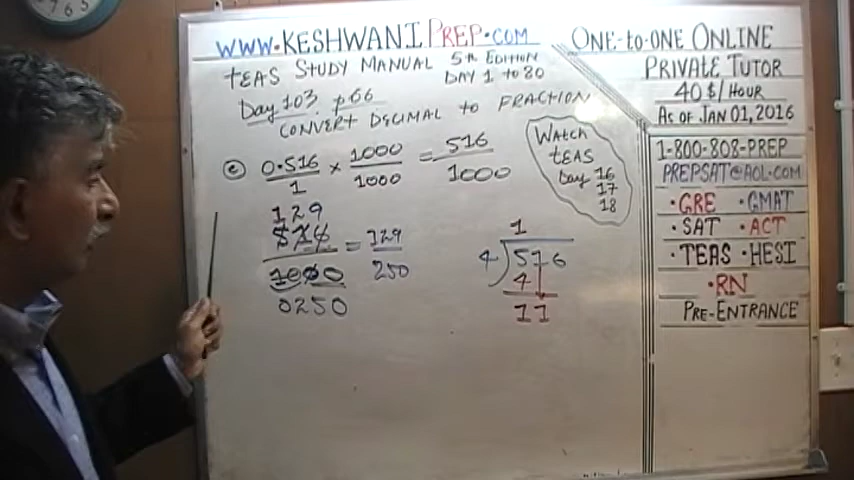 WWW.KESHWANIPREP.COM
TEAS STUDY MANUAL 5TH EDITION
DAY 1 TO 80
Day 103. p66
CONVERT DECIMAL to FRACTION
WATCH
TEAS
Day 16
17
18
C 0.516 / 1 × 1000 / 1000 = 516 / 1000
129
516 / 1000 = 129 / 250
0250
1
4)576
4
11
ONE-to-ONE ONLINE
PRIVATE TUTOR
40 $/HOUR
AS OF JAN 01, 2016
1-800-808-PREP
PREPSAT@AOL.COM
•GRE •GMAT
•SAT •ACT
•TEAS •HESI
•RN
PRE-ENTRANCE